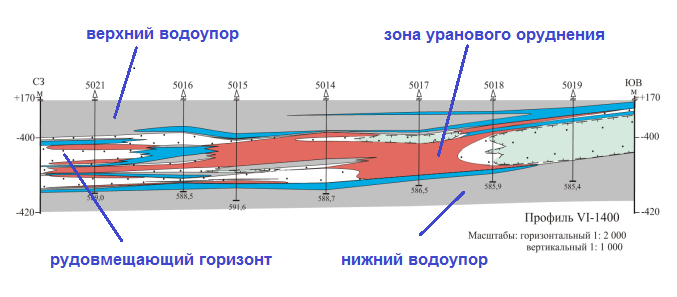 верхний водоупор
зона уранового оруднения
СЗ
м
5021
5016
5015
5014
5017
5018
5019
ЮВ
м
+170
+170
-400
-400
-420
-420
589,0
588,5
591,6
588,7
586,5
585,9
585,4
Профиль VI-1400
Масштабы: горизонтальный 1: 2 000
вертикальный 1: 1 000
рудовмещающий горизонт
нижний водоупор